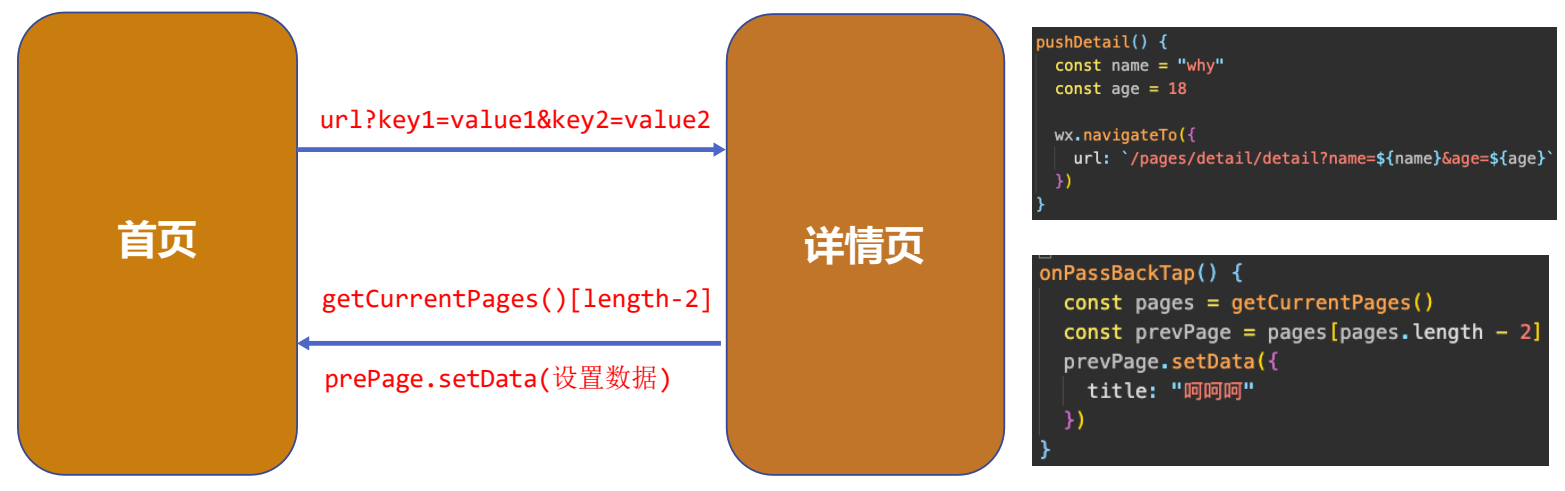 首页
url?key1=value1&key2=value2
getCurrentPages()[length-2]
prePage.setData(设置数据)
详情页
pushDetail() {
  const name = "why"
  const age = 18

  wx.navigateTo({
    url: `/pages/detail/detail?name=${name}&age=${age}`
  })
}
onPassBackTap() {
  const pages = getCurrentPages()
  const prevPage = pages[pages.length - 2]
  prevPage.setData({
    title: "呵呵呵"
  })
}